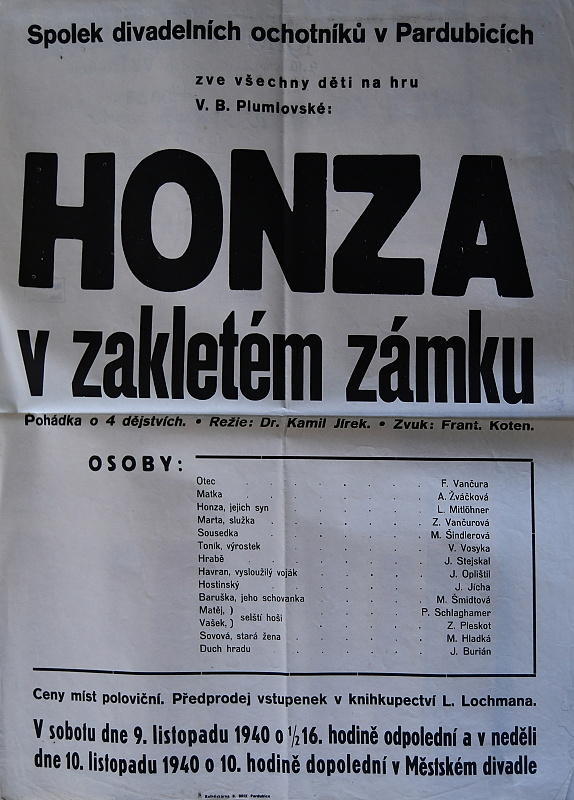 Spolek divadelních ochotníků v Pardubicích
zve všechny děti na hru
V. B. Plumlovské:
HONZA
v zakletém zámku
Pohádka o 4 dějstvích. • Režie: Dr. Kamil Jírek. • Zvuk: Frant. Koten.
OSOBY:
Otec . . . . . . F. Vančura
Matka . . . . . . A. Žváčková
Honza, jejich syn . . . . . L. Mitlöhner
Marta, služka . . . . . . Z. Vančurová
Sousedka . . . . . . M. Šindlerová
Toník, výrostek . . . . . V. Vosyka
Hrabě . . . . . . J. Stejskal
Havran, vysloužilý voják . . . . J. Oplištil
Hostinský . . . . . . J. Jícha
Baruška, jeho schovanka . . . . M. Šmidtová
Matěj, ) selští hoši . . . . P. Schlaghamer
Vašek, ) . . . . Z. Pleskot
Sovová, stará žena . . . . . M. Hladká
Duch hradu . . . . . . J. Burián
Ceny míst poloviční. Předprodej vstupenek v knihkupectví L. Lochmana.
V sobotu dne 9. listopadu 1940 o ½16. hodině odpolední a v neděli
dne 10. listopadu 1940 o 10. hodině dopolední v Městském divadle